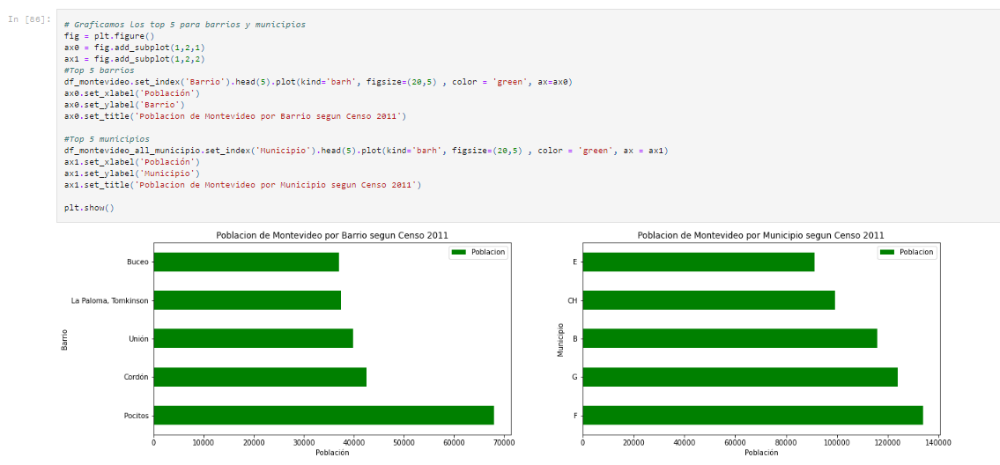 In [86]:
# Graficamos los top 5 para barrios y municipios
fig = plt.figure()
ax0 = fig.add_subplot(1,2,1)
ax1 = fig.add_subplot(1,2,2)
#Top 5 barrios
df_montevideo.set_index('Barrio').head(5).plot(kind='barh', figsize=(20,5) , color = 'green', ax=ax0)
ax0.set_xlabel('Población')
ax0.set_ylabel('Barrio')
ax0.set_title('Poblacion de Montevideo por Barrio segun Censo 2011')
#Top 5 municipios
df_montevideo_all_municipio.set_index('Municipio').head(5).plot(kind='barh', figsize=(20,5) , color = 'green', ax = ax1)
ax1.set_xlabel('Población')
ax1.set_ylabel('Municipio')
ax1.set_title('Poblacion de Montevideo por Municipio segun Censo 2011')
plt.show()
Poblacion de Montevideo por Barrio segun Censo 2011
Poblacion
Barrio
Buceo
La Paloma, Tomkinson
Unión
Cordón
Pocitos
0 10000 20000 30000 40000 50000 60000 70000
Población
Poblacion de Montevideo por Municipio segun Censo 2011
Poblacion
Municipio
E
CH
B
G
F
0 20000 40000 60000 80000 100000 120000 140000
Población